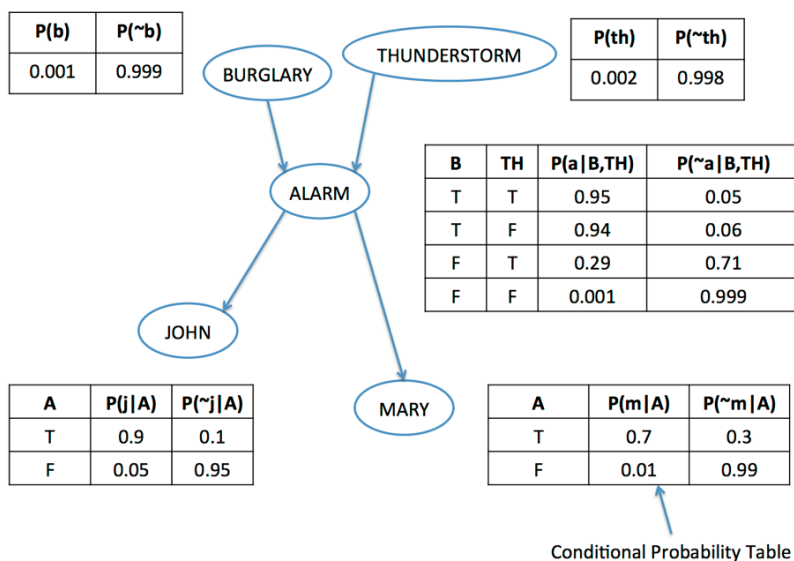 P(b) P(~b)
0.001 0.999
BURGLARY
THUNDERSTORM
P(th) P(~th)
0.002 0.998
ALARM
B TH P(a|B,TH) P(~a|B,TH)
T T 0.95 0.05
T F 0.94 0.06
F T 0.29 0.71
F F 0.001 0.999
JOHN
A P(j|A) P(~j|A)
T 0.9 0.1
F 0.05 0.95
MARY
A P(m|A) P(~m|A)
T 0.7 0.3
F 0.01 0.99
Conditional Probability Table